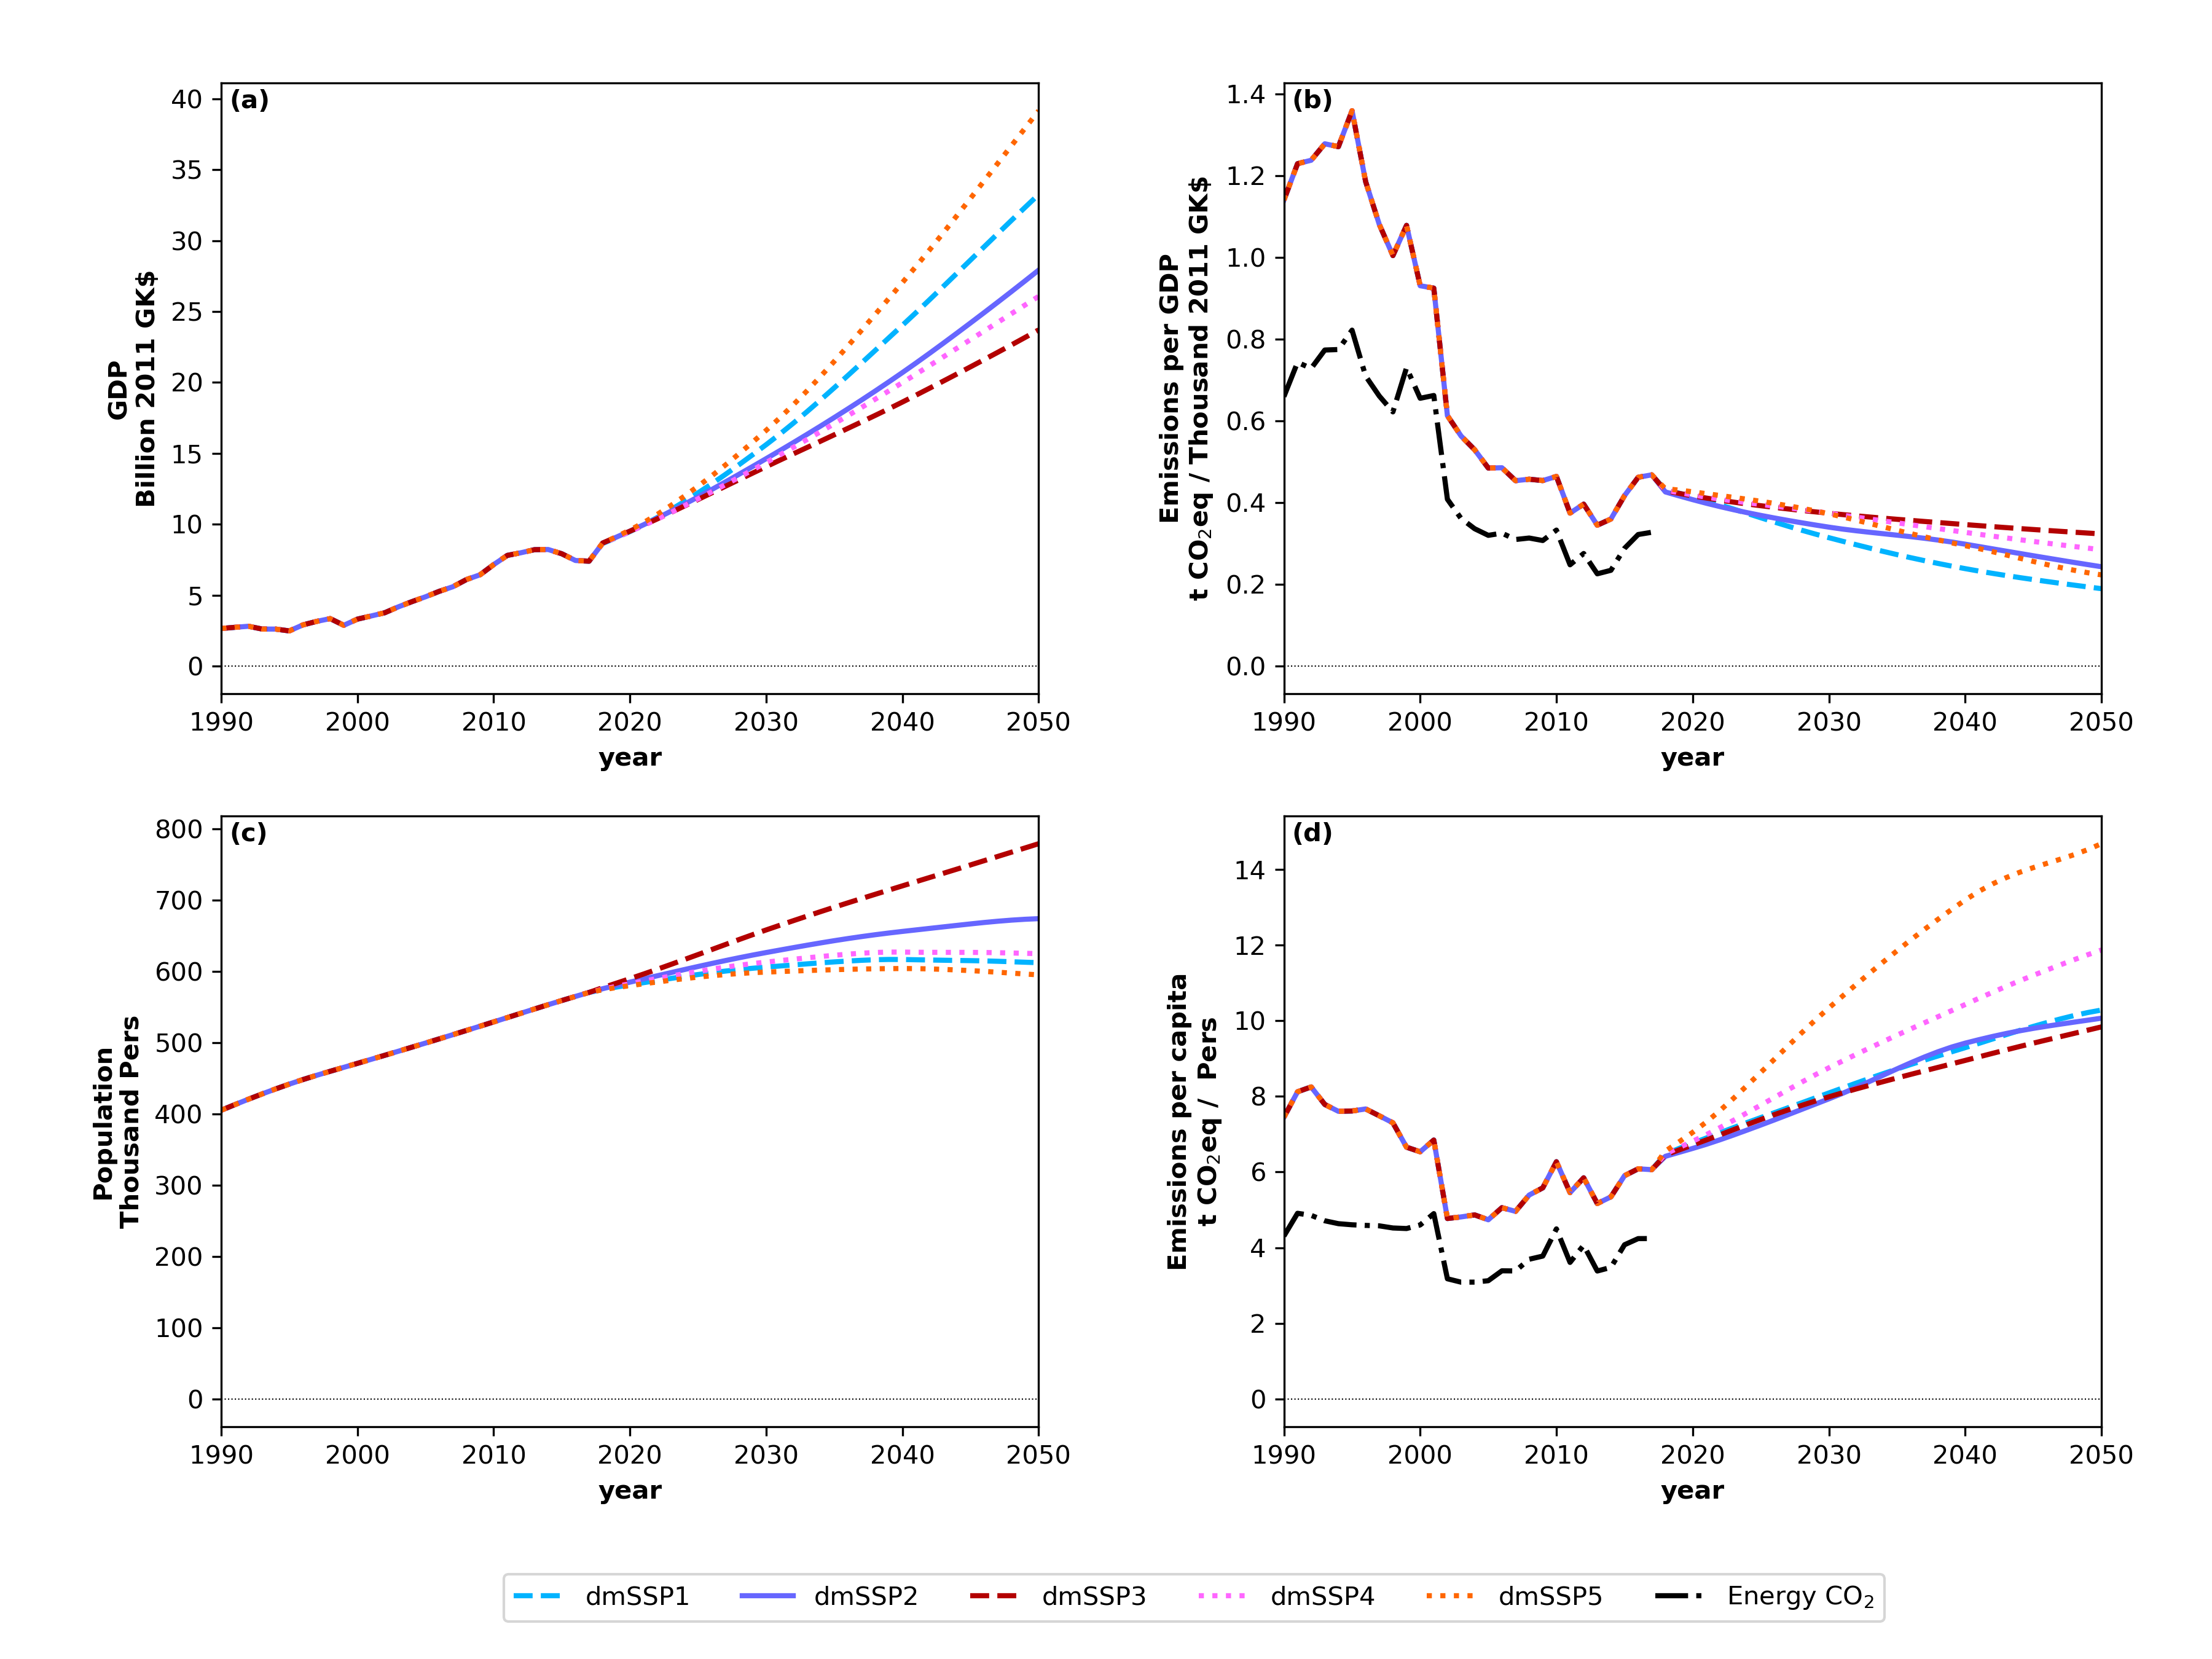 (a)
40
35
30
25
20
15
10
5
0
GDP
Billion 2011 GK$
1990 2000 2010 2020 2030 2040 2050
year
(b)
1.4
1.2
1.0
0.8
0.6
0.4
0.2
0.0
Emissions per GDP
t CO₂eq / Thousand 2011 GK$
1990 2000 2010 2020 2030 2040 2050
year
(c)
800
700
600
500
400
300
200
100
0
Population
Thousand Pers
1990 2000 2010 2020 2030 2040 2050
year
(d)
14
12
10
8
6
4
2
0
Emissions per capita
t CO₂eq / Pers
1990 2000 2010 2020 2030 2040 2050
year
dmSSP1 dmSSP2 dmSSP3 dmSSP4 dmSSP5 Energy CO₂